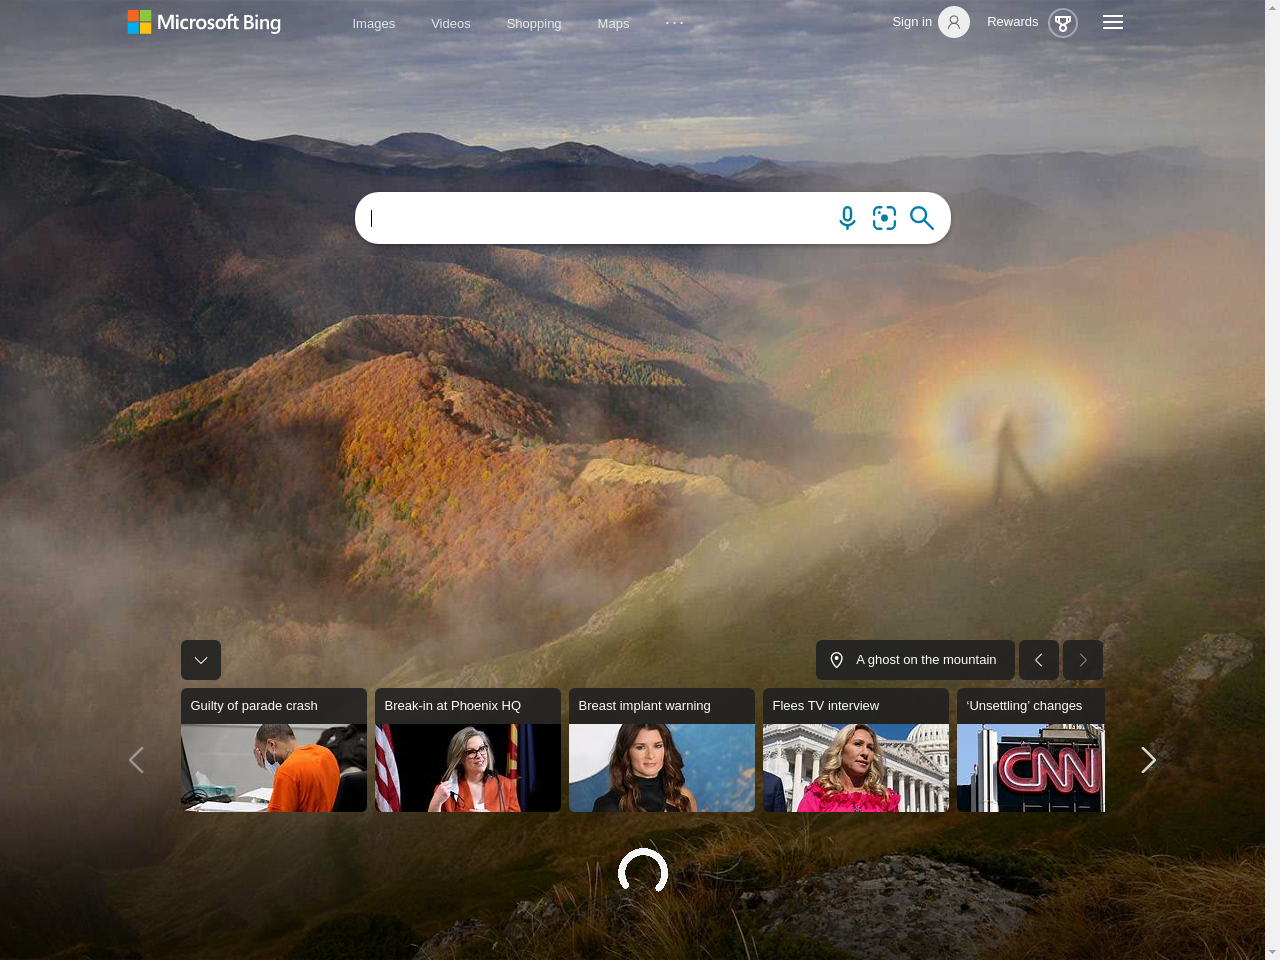 Microsoft Bing
Images
Videos
Shopping
Maps
Sign in
Rewards
A ghost on the mountain
Guilty of parade crash
Break-in at Phoenix HQ
Breast implant warning
Flees TV interview
‘Unsettling’ changes
CNN